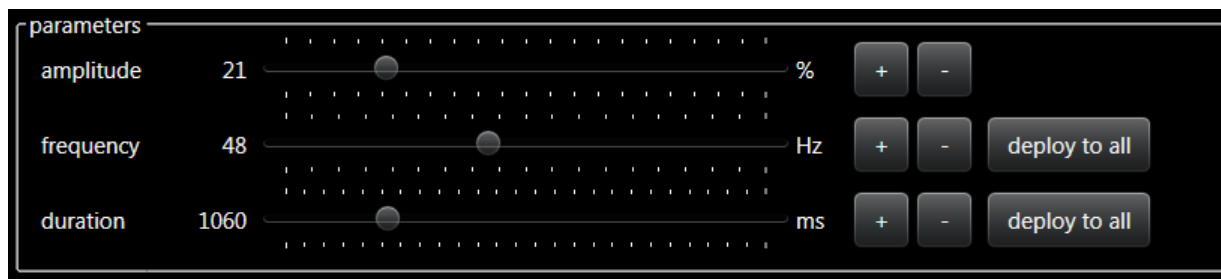 parameters
amplitude 21 % + -
frequency 48 Hz + - deploy to all
duration 1060 ms + - deploy to all